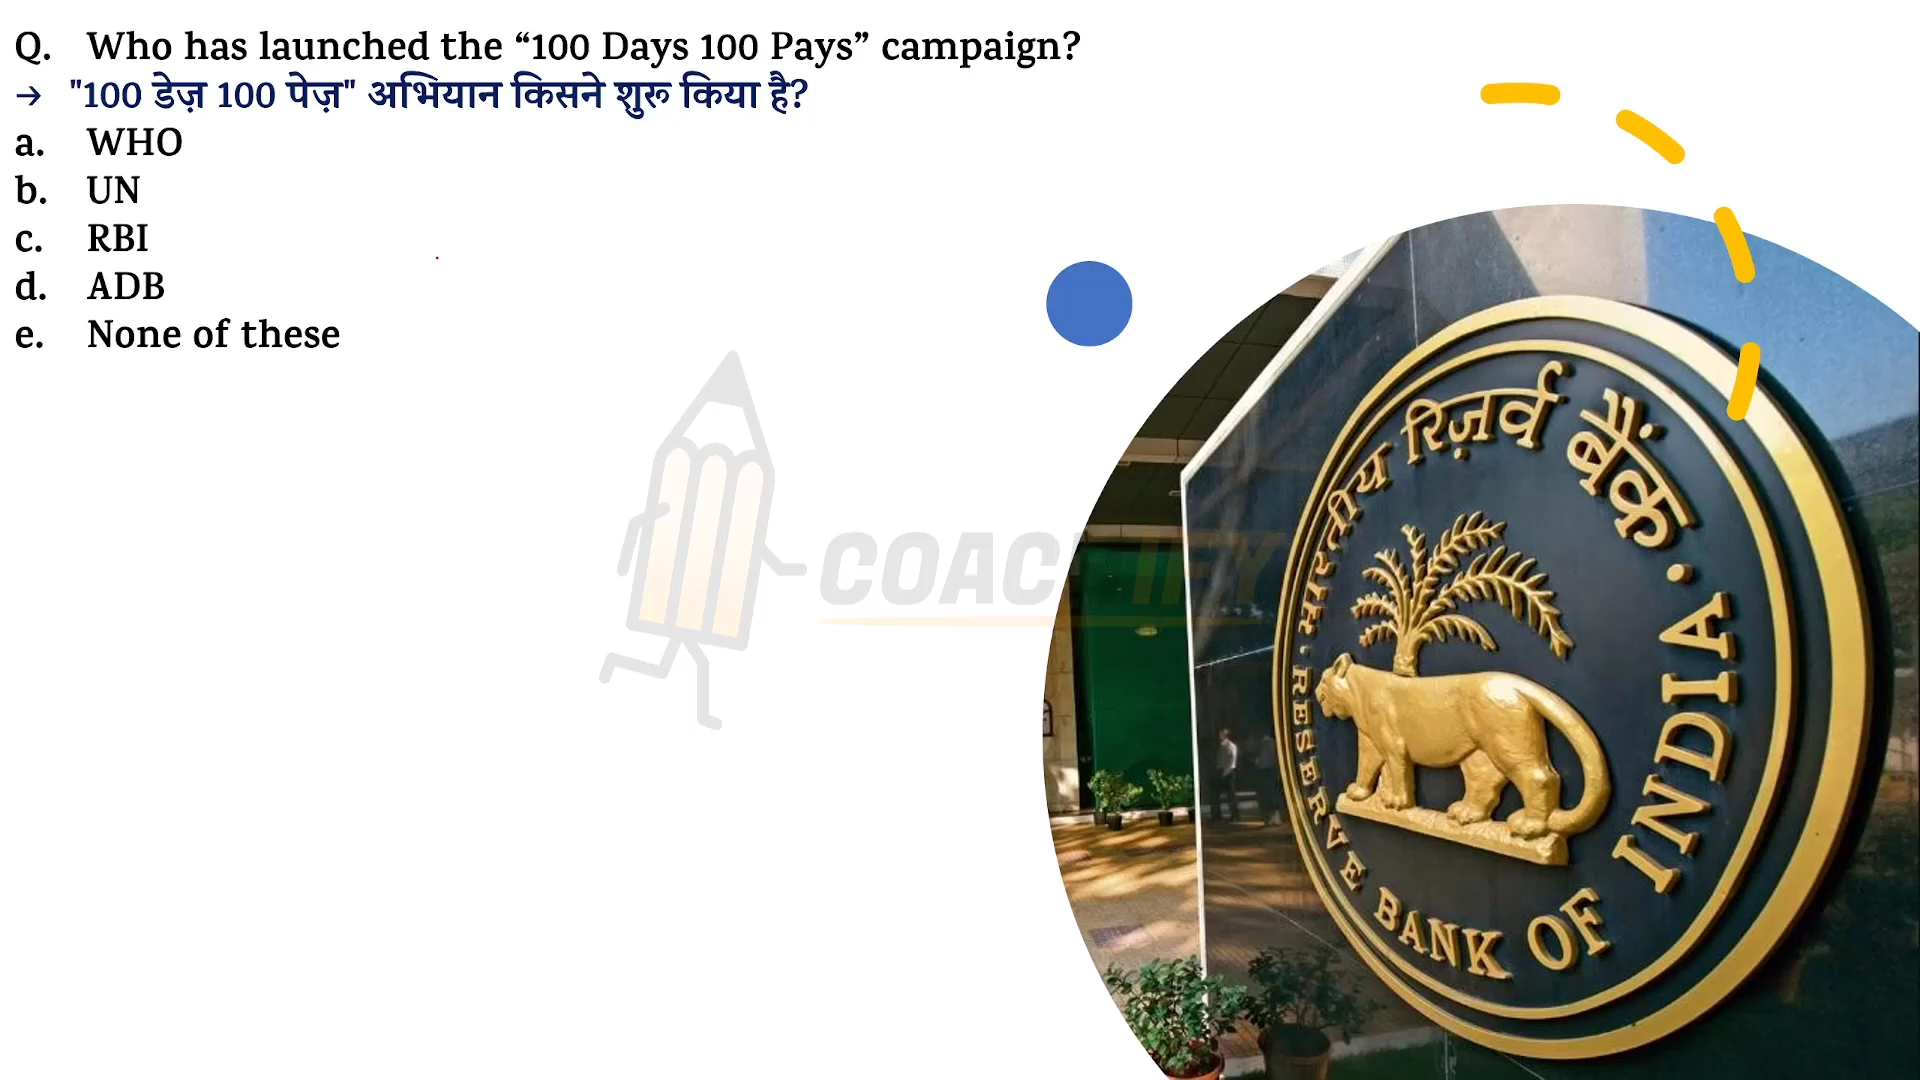 Q. Who has launched the “100 Days 100 Pays” campaign?
→ "100 डेज़ 100 पेज़" अभियान किसने शुरू किया है?
a. WHO
b. UN
c. RBI
d. ADB
e. None of these
COACHIFY
भारतीय रिज़र्व बैंक
RESERVE BANK OF INDIA